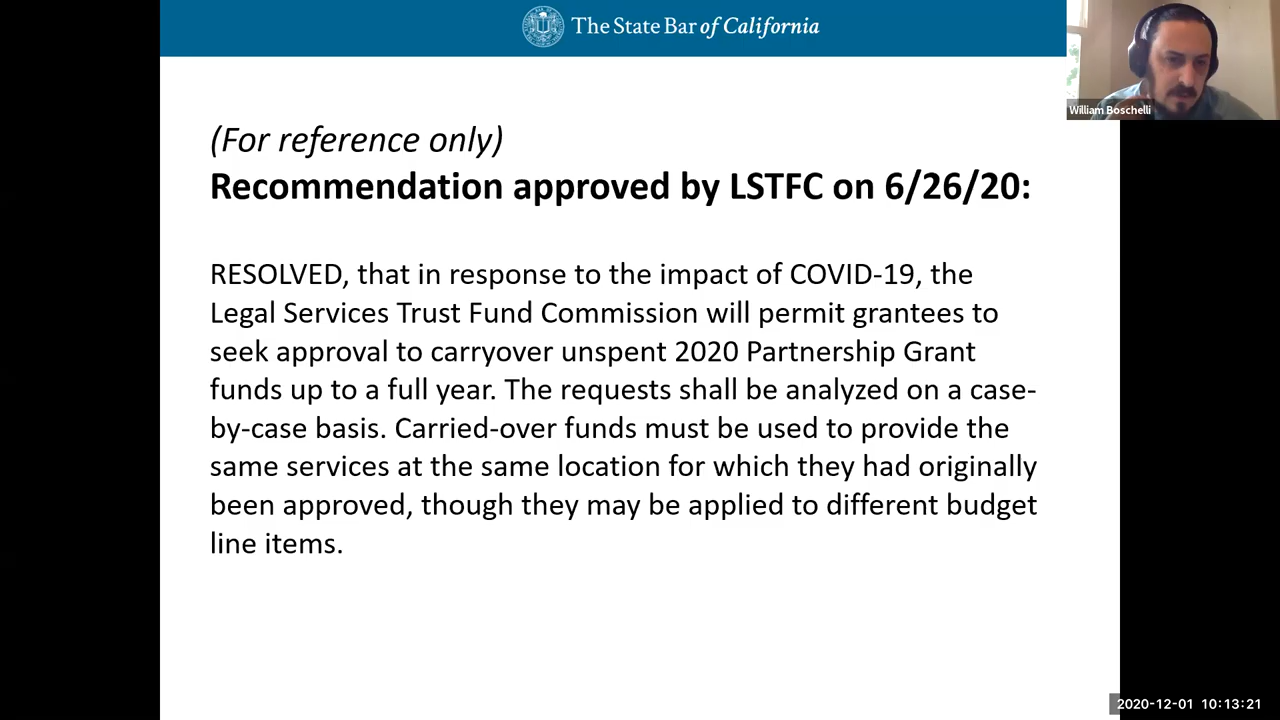 The State Bar of California
William Boschelli
(For reference only)
Recommendation approved by LSTFC on 6/26/20:
RESOLVED, that in response to the impact of COVID-19, the
Legal Services Trust Fund Commission will permit grantees to
seek approval to carryover unspent 2020 Partnership Grant
funds up to a full year. The requests shall be analyzed on a case-
by-case basis. Carried-over funds must be used to provide the
same services at the same location for which they had originally
been approved, though they may be applied to different budget
line items.
2020-12-01 10:13:21